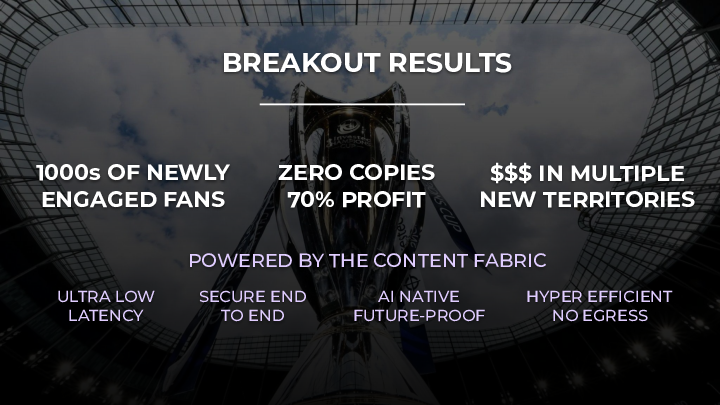 BREAKOUT RESULTS
1000s OF NEWLY
ENGAGED FANS
ZERO COPIES
70% PROFIT
$$$ IN MULTIPLE
NEW TERRITORIES
POWERED BY THE CONTENT FABRIC
ULTRA LOW
LATENCY
SECURE END
TO END
AI NATIVE
FUTURE-PROOF
HYPER EFFICIENT
NO EGRESS